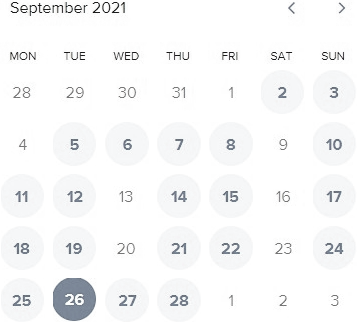 September 2021
MON TUE WED THU FRI SAT SUN
28 29 30 31 1 2 3
4 5 6 7 8 9 10
11 12 13 14 15 16 17
18 19 20 21 22 23 24
25 26 27 28 1 2 3